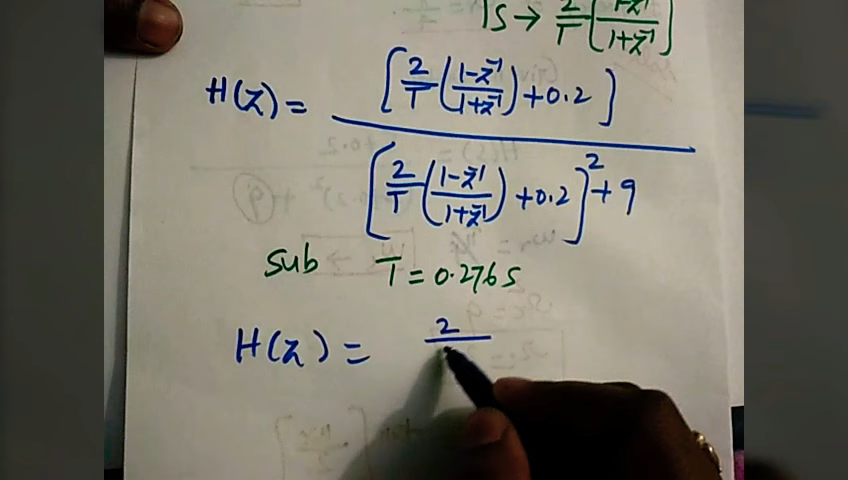 |s → 2/T [1-z⁻¹/1+z⁻¹]
H(z) = [2/T (1-z⁻¹/1+z⁻¹) + 0.2]
[2/T (1-z⁻¹/1+z⁻¹) + 0.2]² + 9
Sub T = 0.276 s
H(z) = 2